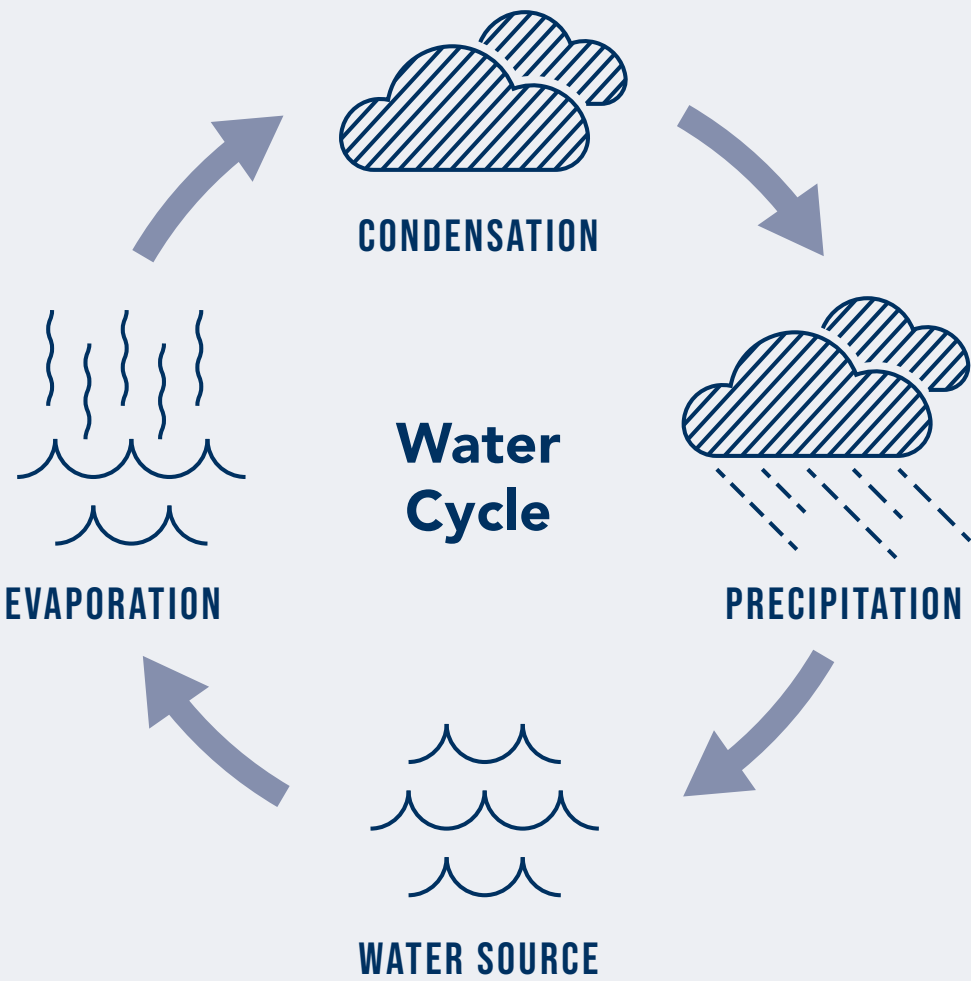 CONDENSATION
Water
Cycle
EVAPORATION
PRECIPITATION
WATER SOURCE